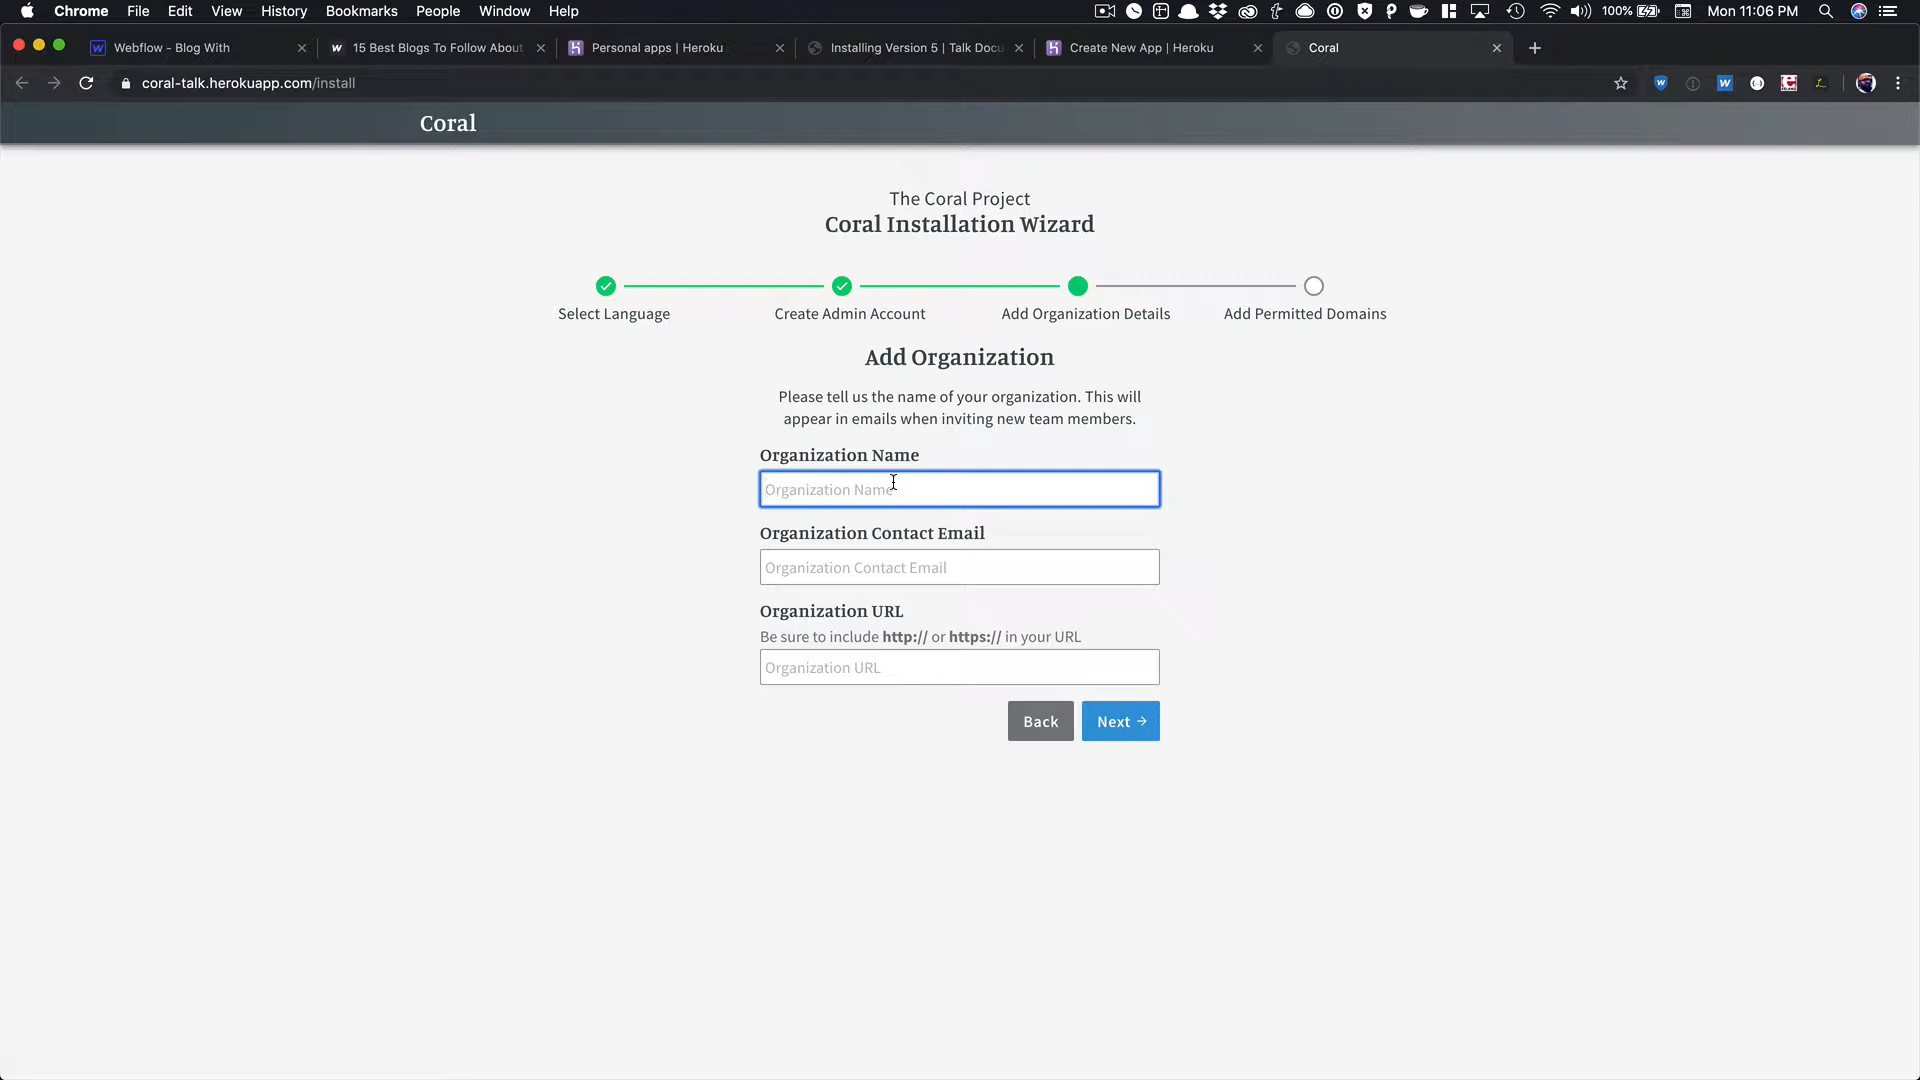 Chrome File Edit View History Bookmarks People Window Help 100% Mon 11:06 PM
Webflow - Blog With
15 Best Blogs To Follow About
Personal apps | Heroku
Installing Version 5 | Talk Docu
Create New App | Heroku
Coral
coral-talk.herokuapp.com/install
Coral
The Coral Project
Coral Installation Wizard
Select Language
Create Admin Account
Add Organization Details
Add Permitted Domains
Add Organization
Please tell us the name of your organization. This will
appear in emails when inviting new team members.
Organization Name
Organization Name
Organization Contact Email
Organization Contact Email
Organization URL
Be sure to include http:// or https:// in your URL
Organization URL
Back
Next →